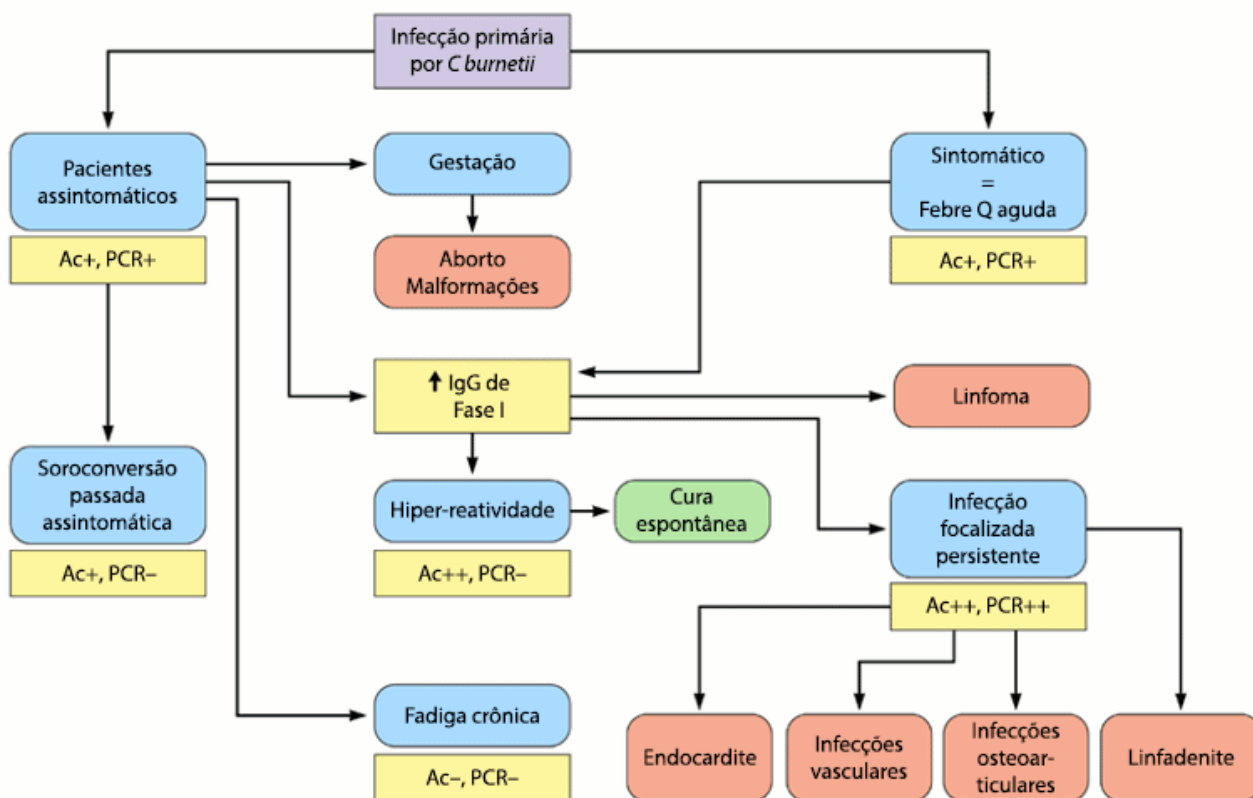 Infecção primária
por C burnetii
Pacientes
assintomáticos
Ac+, PCR+
Gestação
Aborto
Malformações
Sintomático
=
Febre Q aguda
Ac+, PCR+
↑ IgG de
Fase I
Linfoma
Soroconversão
passada
assintomática
Ac+, PCR–
Hiper-reatividade
Ac++, PCR–
Cura
espontânea
Infecção
focalizada
persistente
Ac++, PCR++
Fadiga crônica
Ac–, PCR–
Endocardite
Infecções
vasculares
Infecções
osteoar-
ticulares
Linfadenite